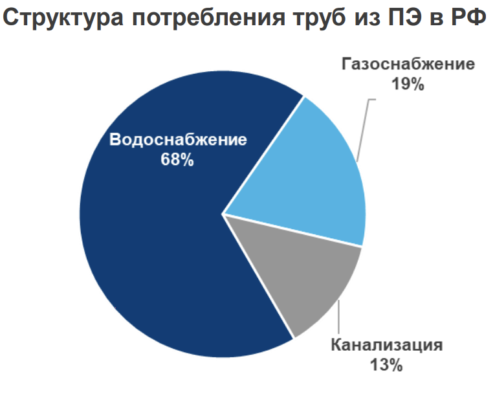 Структура потребления труб из ПЭ в РФ
Газоснабжение
19%
Водоснабжение
68%
Канализация
13%